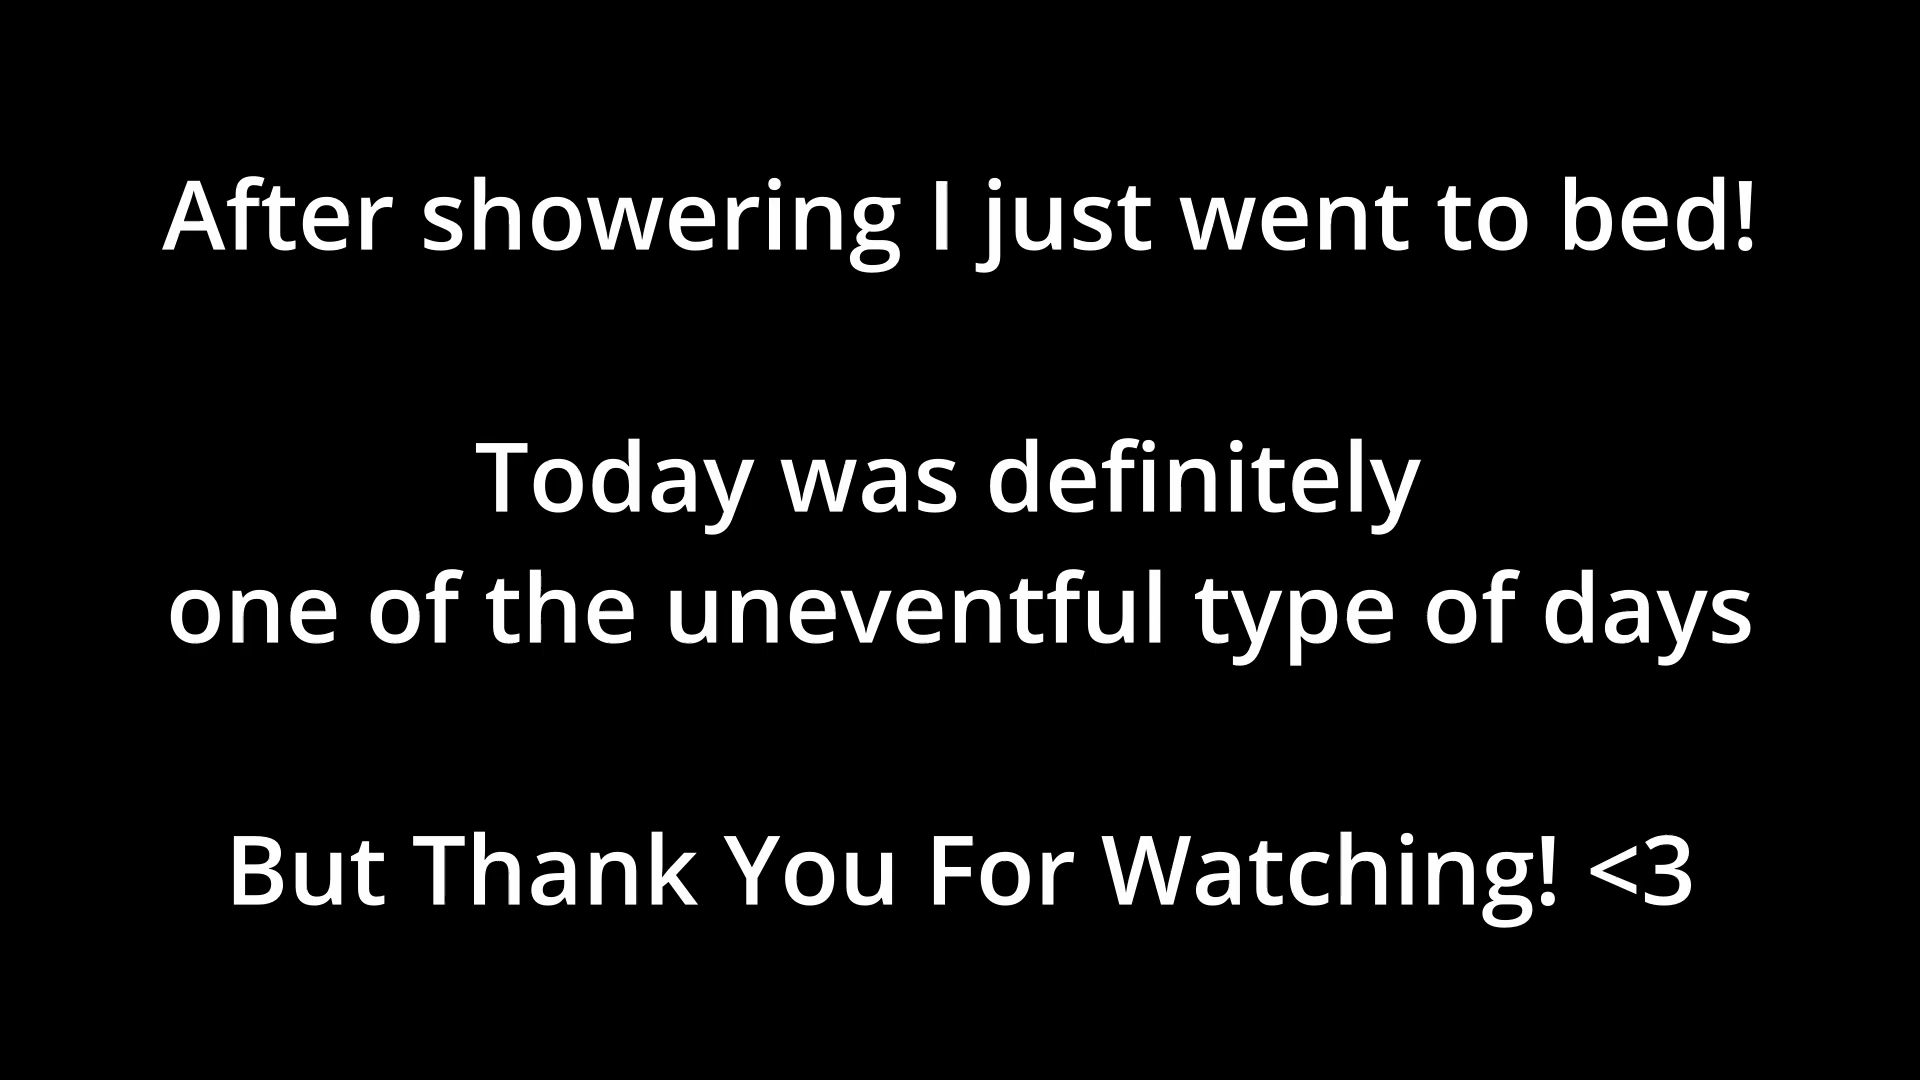 After showering I just went to bed!
Today was definitely
one of the uneventful type of days
But Thank You For Watching! <3